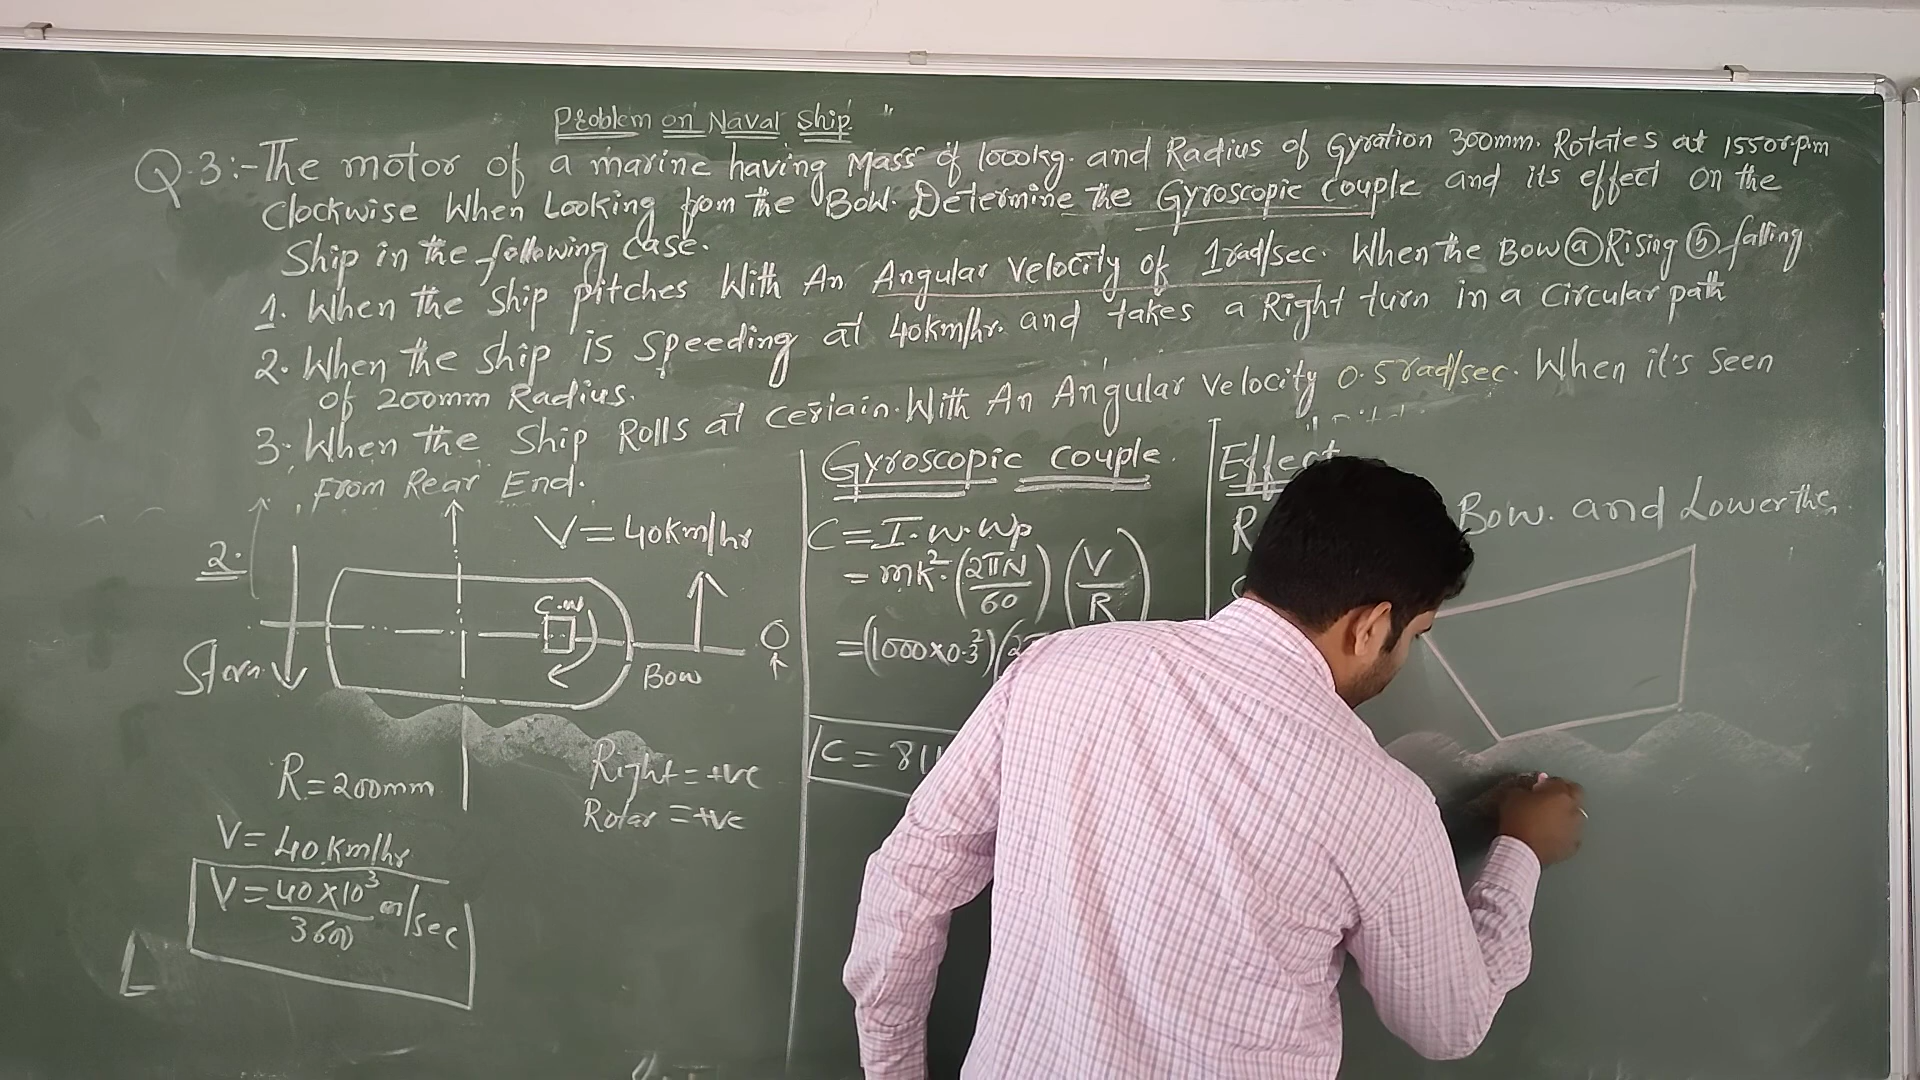 Problem on Naval Ship "
Q.3:- The motor of a marine having Mass of 1000kg. and Radius of Gyration 300mm. Rotates at 1550r.pm
Clockwise When Looking from the Bow. Determine the Gyroscopic Couple and its effect on the
Ship in the following case.
1. When the Ship pitches With An Angular Velocity of 1rad/sec. When the Bow ⓐ Rising ⓑ falling
2. When the ship is Speeding at 40km/hr. and takes a Right turn in a Circular path
of 200mm Radius.
3. When the Ship Rolls at Certain. With An Angular Velocity 0.5 rad/sec. When it's Seen
From Rear End.
2.
V = 40km/hr
C.W
Stern
Bow
R = 200mm
Right = +ve
Rotar = +ve
V = 40 Km/hr
V = 40 × 10³ / 3600 m/sec
Gyroscopic Couple.
C = I.w.wp
= mK². (2πN / 60) (V / R)
= (1000×0.3²)(2
C = 84
Effect
R
Bow. and Lower the